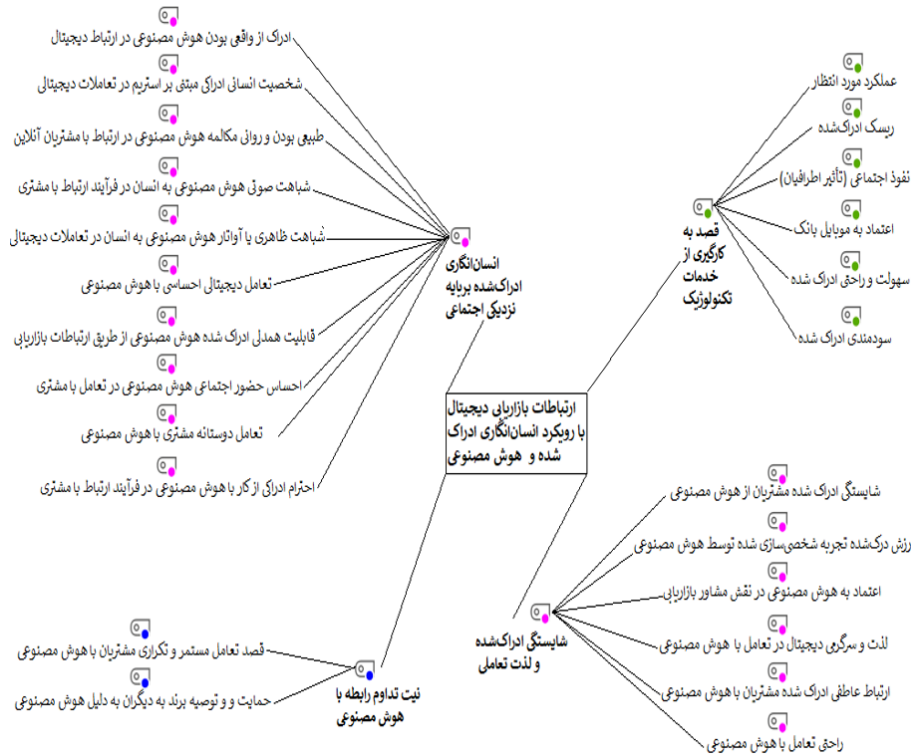 عملکرد مورد انتظار
ریسک ادراک‌شده
نفوذ اجتماعی (تأثیر اطرافیان)
اعتماد به موبایل بانک
سهولت و راحتی ادراک شده
سودمندی ادراک شده
قصد به
کارگیری از
خدمات
تکنولوژیک
ادراک از واقعی بودن هوش مصنوعی در ارتباط دیجیتال
شخصیت انسانی ادراکی مبتنی بر استریم در تعاملات دیجیتالی
طبیعی بودن و روانی مکالمه هوش مصنوعی در ارتباط با مشتریان آنلاین
شباهت صوتی هوش مصنوعی به انسان در فرآیند ارتباط با مشتری
شباهت ظاهری یا آواتار هوش مصنوعی به انسان در تعاملات دیجیتالی
تعامل دیجیتالی احساسی با هوش مصنوعی
قابلیت همدلی ادراک شده هوش مصنوعی از طریق ارتباطات بازاریابی
احساس حضور اجتماعی هوش مصنوعی در تعامل با مشتری
تعامل دوستانه مشتری با هوش مصنوعی
احترام ادراکی از کار با هوش مصنوعی در فرآیند ارتباط با مشتری
انسان‌انگاری
ادراک‌شده برپایه
نزدیکی اجتماعی
ارتباطات بازاریابی دیجیتال
با رویکرد انسان‌انگاری ادراک
شده و هوش مصنوعی
شایستگی ادراک شده مشتریان از هوش مصنوعی
رزش درک‌شده تجربه شخصی‌سازی شده توسط هوش مصنوعی
اعتماد به هوش مصنوعی در نقش مشاور بازاریابی
لذت و سرگرمی دیجیتال در تعامل با هوش مصنوعی
ارتباط عاطفی ادراک شده مشتریان با هوش مصنوعی
راحتی تعامل با هوش مصنوعی
شایستگی ادراک‌شده
و لذت تعاملی
قصد تعامل مستمر و تکراری مشتریان با هوش مصنوعی
حمایت و و توصیه برند به دیگران به دلیل هوش مصنوعی
نیت تداوم رابطه با
هوش مصنوعی